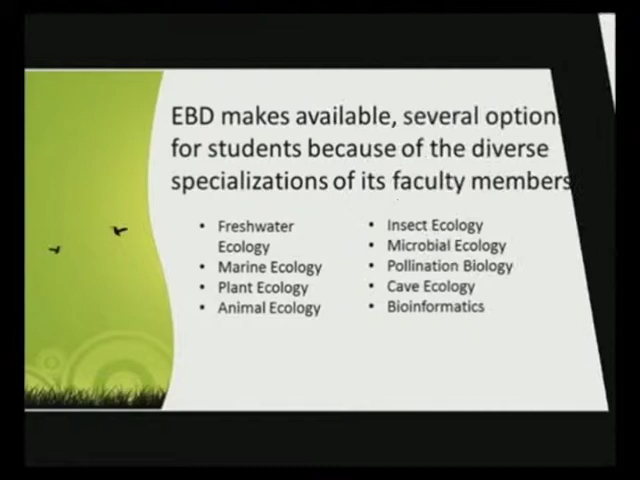 EBD makes available, several option
for students because of the diverse
specializations of its faculty members
• Freshwater
Ecology
• Marine Ecology
• Plant Ecology
• Animal Ecology
• Insect Ecology
• Microbial Ecology
• Pollination Biology
• Cave Ecology
• Bioinformatics